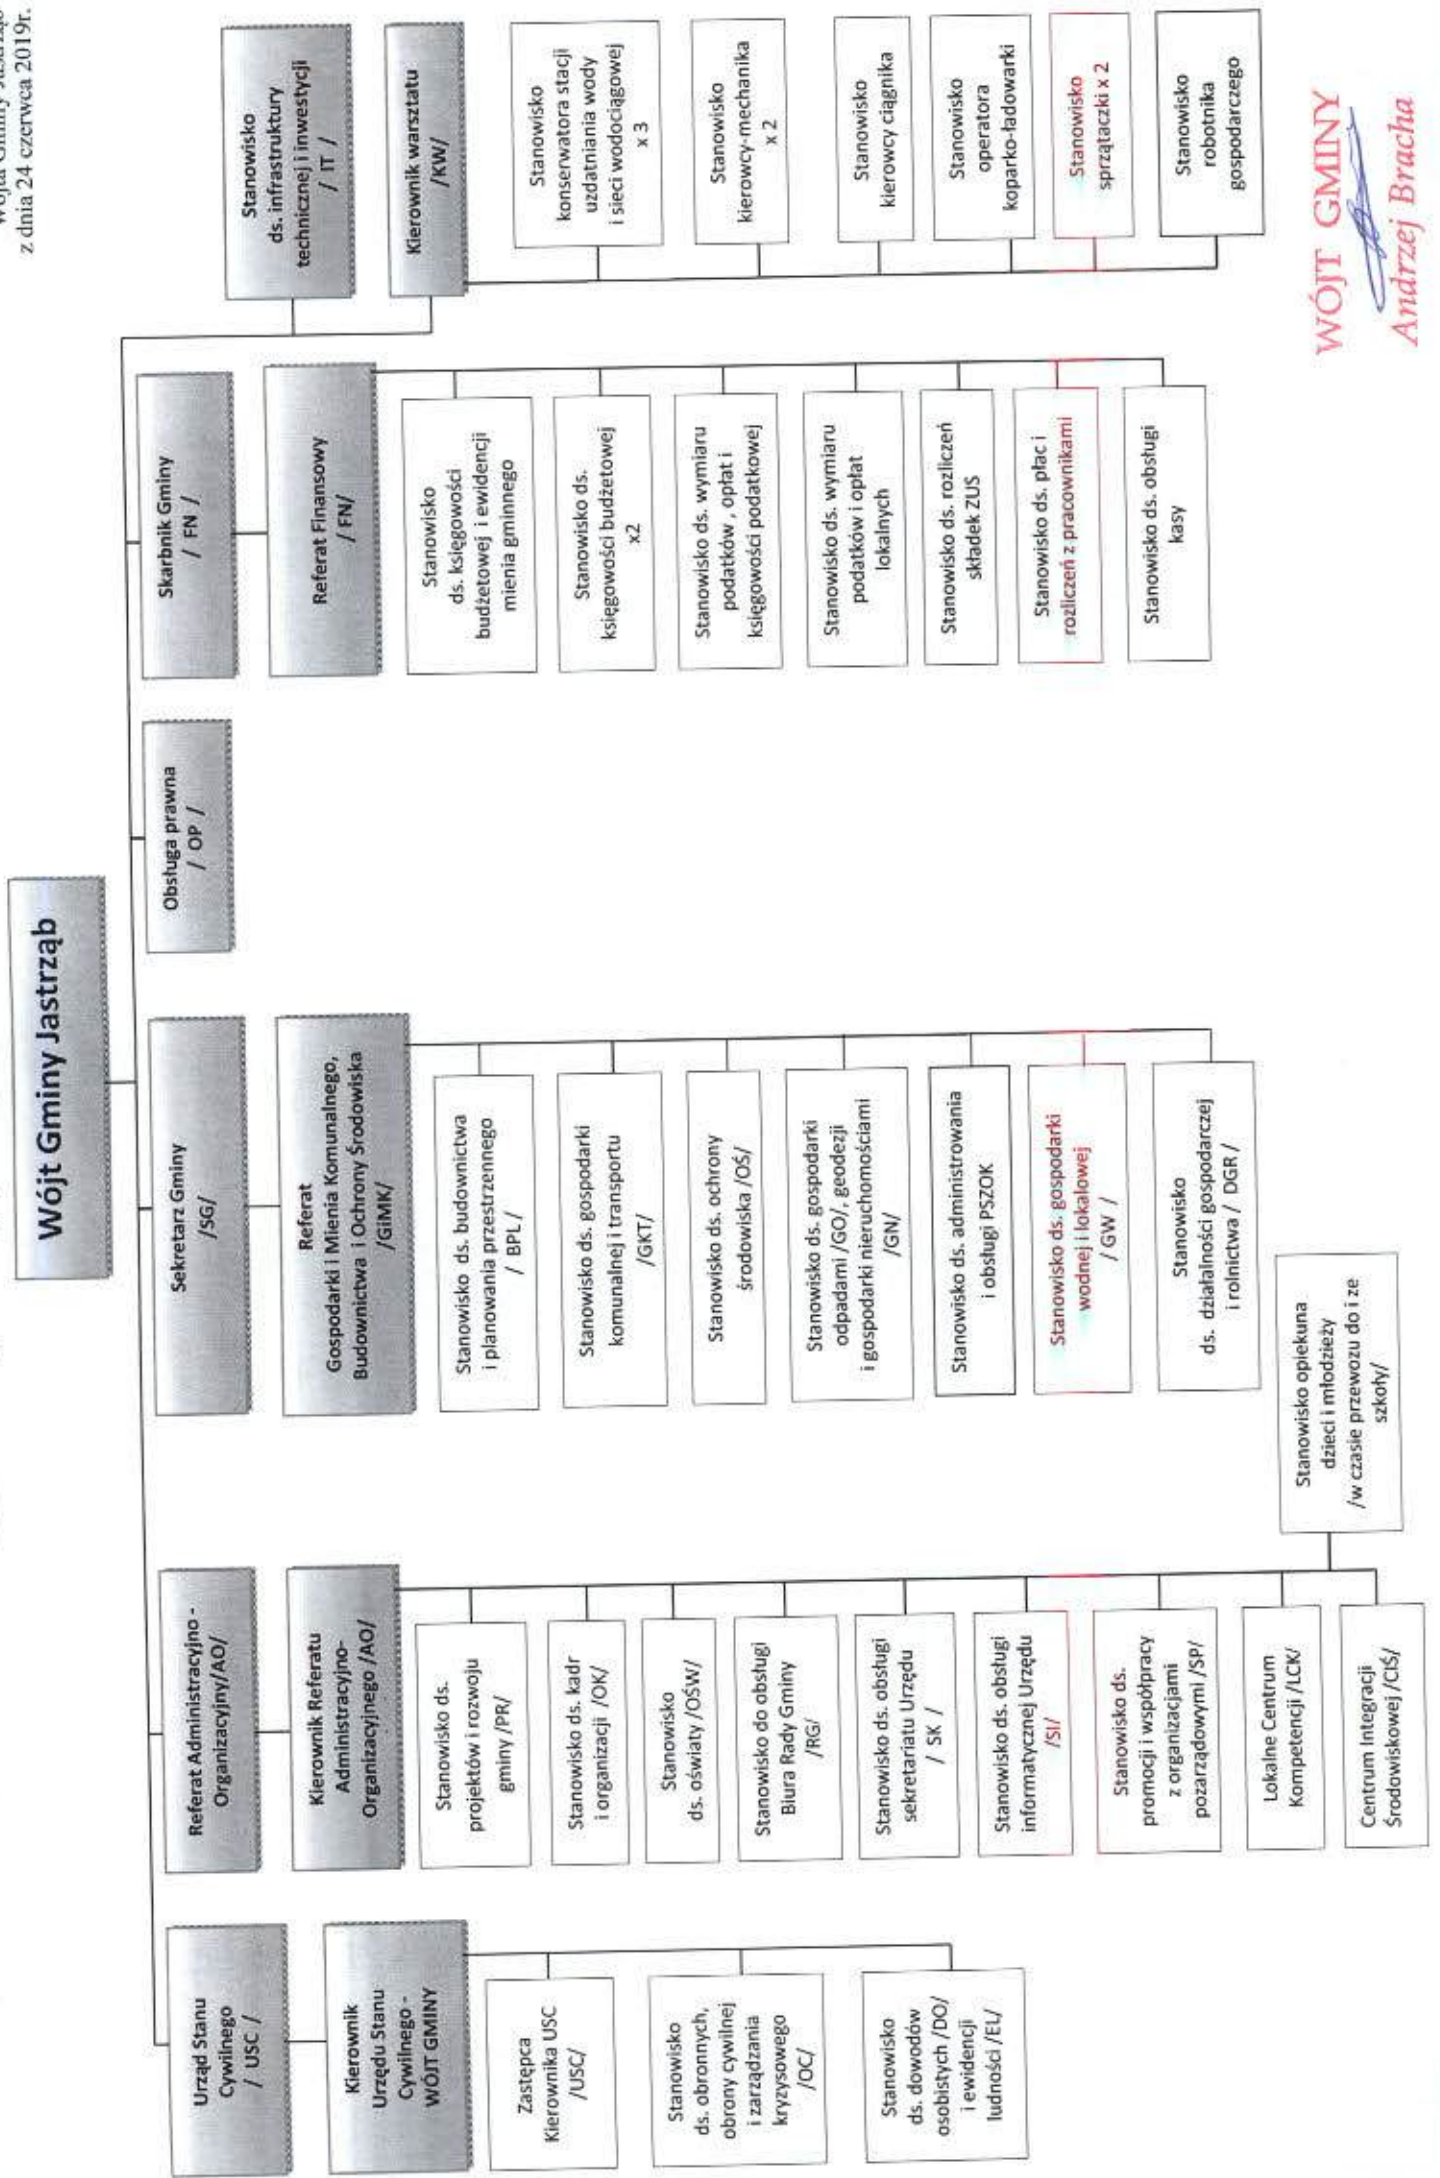 Wójta Gminy Jastrząb
z dnia 24 czerwca 2019r.
Wójt Gminy Jastrząb
Urząd Stanu
Cywilnego
/ USC /
Kierownik
Urzędu Stanu
Cywilnego -
WÓJT GMINY
Zastępca
Kierownika USC
/USC/
Stanowisko
ds. obronnych,
obrony cywilnej
i zarządzania
kryzysowego
/OC/
Stanowisko
ds. dowodów
osobistych /DO/
i ewidencji
ludności /EL/
Referat Administracyjno -
Organizacyjny/AO/
Kierownik Referatu
Administracyjno-
Organizacyjnego /AO/
Stanowisko ds.
projektów i rozwoju
gminy /PR/
Stanowisko ds. kadr
i organizacji /OK/
Stanowisko
ds. oświaty /OŚW/
Stanowisko do obsługi
Biura Rady Gminy
/RG/
Stanowisko ds. obsługi
sekretariatu Urzędu
/ SK /
Stanowisko ds. obsługi
informatycznej Urzędu
/SI/
Stanowisko ds.
promocji i współpracy
z organizacjami
pozarządowymi /SP/
Lokalne Centrum
Kompetencji /LCK/
Centrum Integracji
Środowiskowej /CIŚ/
Stanowisko opiekuna
dzieci i młodzieży
/w czasie przewozu do i ze
szkoły/
Sekretarz Gminy
/SG/
Referat
Gospodarki i Mienia Komunalnego,
Budownictwa i Ochrony Środowiska
/GiMK/
Stanowisko ds. budownictwa
i planowania przestrzennego
/ BPL /
Stanowisko ds. gospodarki
komunalnej i transportu
/GKT/
Stanowisko ds. ochrony
środowiska /OŚ/
Stanowisko ds. gospodarki
odpadami /GO/, geodezji
i gospodarki nieruchomościami
/GN/
Stanowisko ds. administrowania
i obsługi PSZOK
Stanowisko ds. gospodarki
wodnej i lokalowej
/ GW /
Stanowisko
ds. działalności gospodarczej
i rolnictwa / DGR /
Obsługa prawna
/ OP /
Skarbnik Gminy
/ FN /
Referat Finansowy
/ FN/
Stanowisko
ds. księgowości
budżetowej i ewidencji
mienia gminnego
Stanowisko ds.
księgowości budżetowej
x2
Stanowisko ds. wymiaru
podatków , opłat i
księgowości podatkowej
Stanowisko ds. wymiaru
podatków i opłat
lokalnych
Stanowisko ds. rozliczeń
składek ZUS
Stanowisko ds. płac i
rozliczeń z pracownikami
Stanowisko ds. obsługi
kasy
Stanowisko
ds. infrastruktury
technicznej i inwestycji
/ IT /
Kierownik warsztatu
/KW/
Stanowisko
konserwatora stacji
uzdatniania wody
i sieci wodociągowej
x 3
Stanowisko
kierowcy-mechanika
x 2
Stanowisko
kierowcy ciągnika
Stanowisko
operatora
koparko-ładowarki
Stanowisko
sprzątaczki x 2
Stanowisko
robotnika
gospodarczego
WÓJT GMINY
Andrzej Bracha